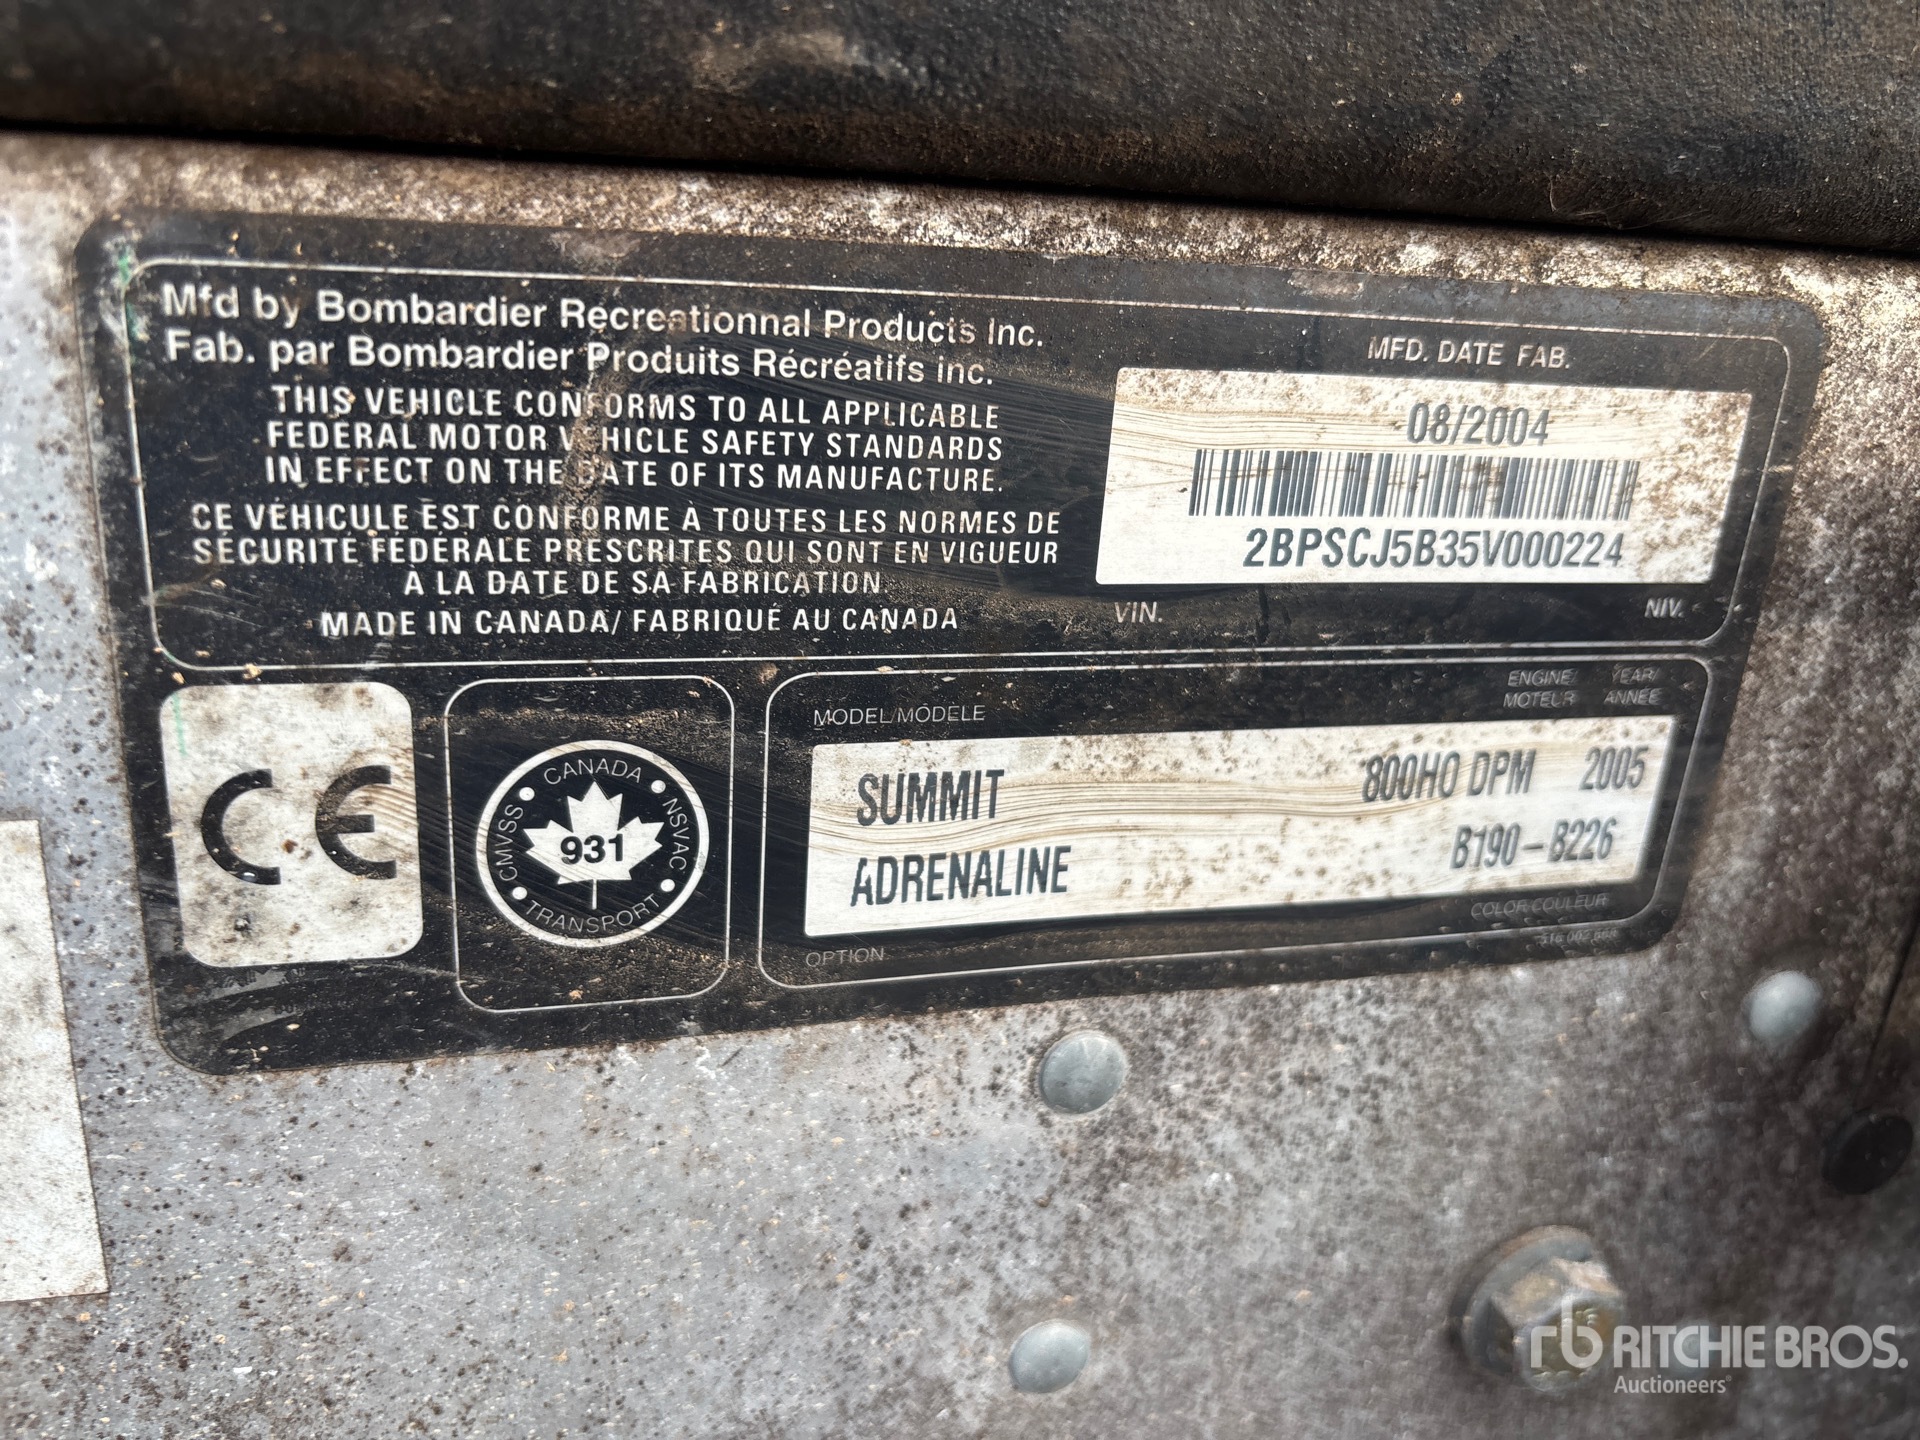 Mfd by Bombardier Recreationnal Products Inc.
Fab. par Bombardier Produits Récréatifs inc.
THIS VEHICLE CONFORMS TO ALL APPLICABLE
FEDERAL MOTOR VEHICLE SAFETY STANDARDS
IN EFFECT ON THE DATE OF ITS MANUFACTURE.
CE VÉHICULE EST CONFORME À TOUTES LES NORMES DE
SÉCURITÉ FÉDÉRALE PRESCRITES QUI SONT EN VIGUEUR
À LA DATE DE SA FABRICATION.
MADE IN CANADA/ FABRIQUÉ AU CANADA
MFD. DATE FAB.
08/2004
2BPSCJ5B35V000224
VIN. NIV.
CE
CANADA
CMVSS NSVAC
931
TRANSPORT
MODEL/MODÈLE
ENGINE YEAR/
MOTEUR ANNÉE
SUMMIT 800HO DPM 2005
ADRENALINE B190-B226
OPTION COLOR COULEUR
rb RITCHIE BROS.
Auctioneers